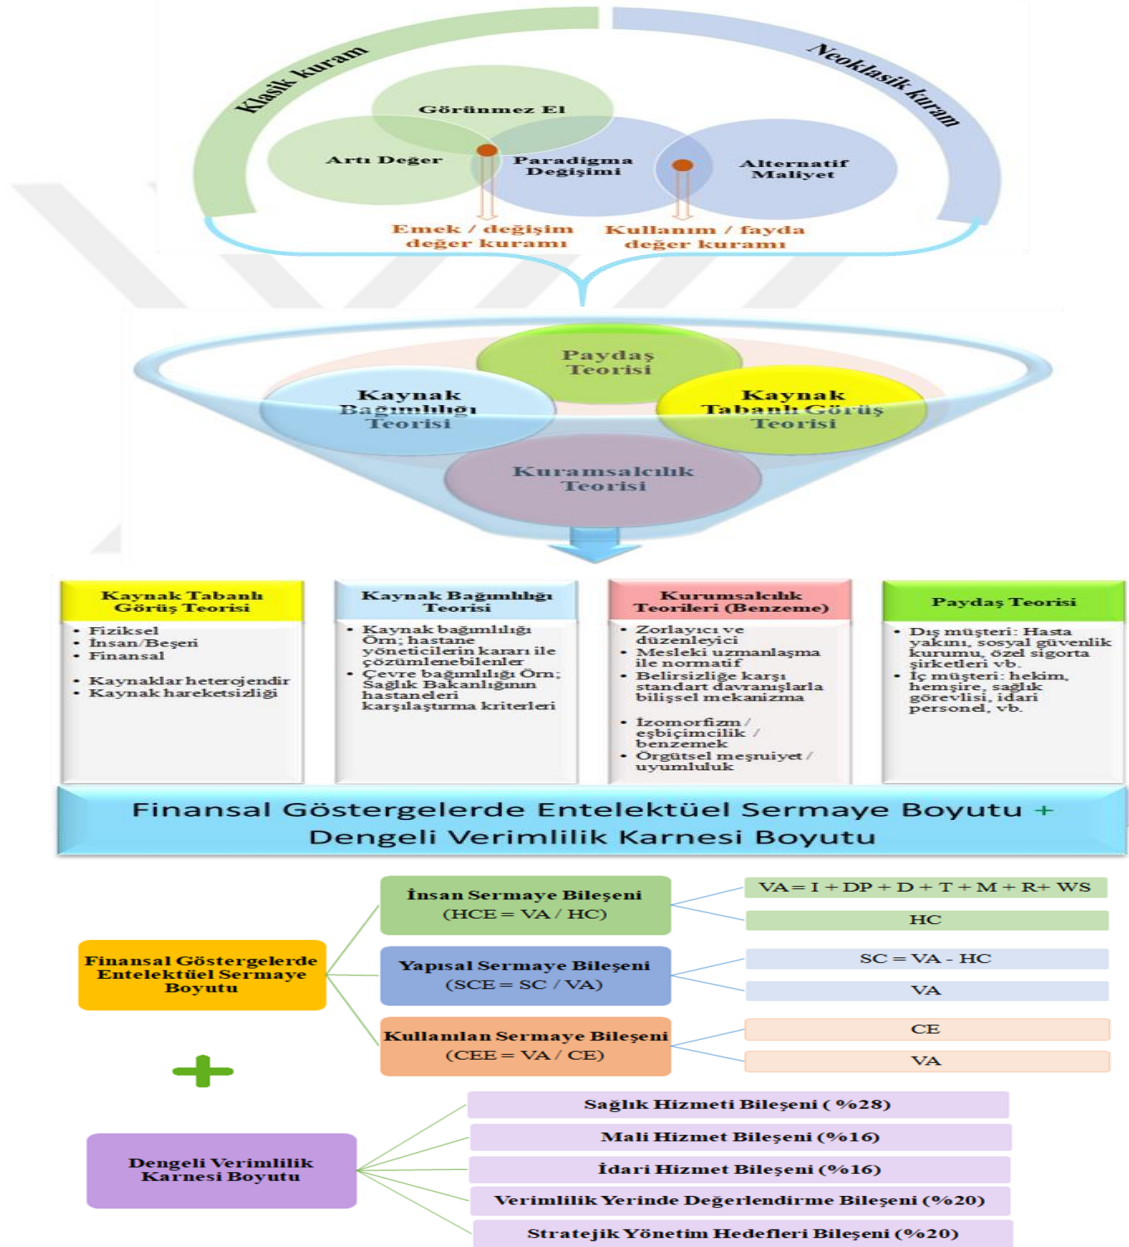 Klasik kuram
Neoklasik kuram
Görünmez El
Artı Değer
Paradigma
Değişimi
Alternatif
Maliyet
Emek / değişim
değer kuramı
Kullanım / fayda
değer kuramı
Paydaş
Teorisi
Kaynak
Bağımlılığı
Teorisi
Kaynak
Tabanlı Görüş
Teorisi
Kuramsalcılık
Teorisi
Kaynak Tabanlı
Görüş Teorisi
• Fiziksel
• İnsan/Beşeri
• Finansal
• Kaynaklar heterojendir
• Kaynak hareketsizliği
Kaynak Bağımlılığı
Teorisi
• Kaynak bağımlılığı
Örn; hastane
yöneticilerin kararı ile
çözümlenebilenler
• Çevre bağımlılığı Örn;
Sağlık Bakanlığının
hastaneleri
karşılaştırma kriterleri
Kurumsalcılık
Teorileri (Benzeme)
• Zorlayıcı ve
düzenleyici
• Mesleki uzmanlaşma
ile normatif
• Belirsizliğe karşı
standart davranışlarla
bilişsel mekanizma
• İzomorfizm /
eşbiçimcilik /
benzemek
• Örgütsel meşruiyet /
uyumluluk
Paydaş Teorisi
• Dış müşteri: Hasta
yakını, sosyal güvenlik
kurumu, özel sigorta
şirketleri vb.
• İç müşteri: hekim,
hemşire, sağlık
görevlisi, idari
personel, vb.
Finansal Göstergelerde Entelektüel Sermaye Boyutu +
Dengeli Verimlilik Karnesi Boyutu
Finansal Göstergelerde
Entelektüel Sermaye
Boyutu
İnsan Sermaye Bileşeni
(HCE = VA / HC)
VA = I + DP + D + T + M + R+ WS
HC
Yapısal Sermaye Bileşeni
(SCE = SC / VA)
SC = VA - HC
VA
Kullanılan Sermaye Bileşeni
(CEE = VA / CE)
CE
VA
+
Dengeli Verimlilik
Karnesi Boyutu
Sağlık Hizmeti Bileşeni ( %28)
Mali Hizmet Bileşeni (%16)
İdari Hizmet Bileşeni (%16)
Verimlilik Yerinde Değerlendirme Bileşeni (%20)
Stratejik Yönetim Hedefleri Bileşeni (%20)